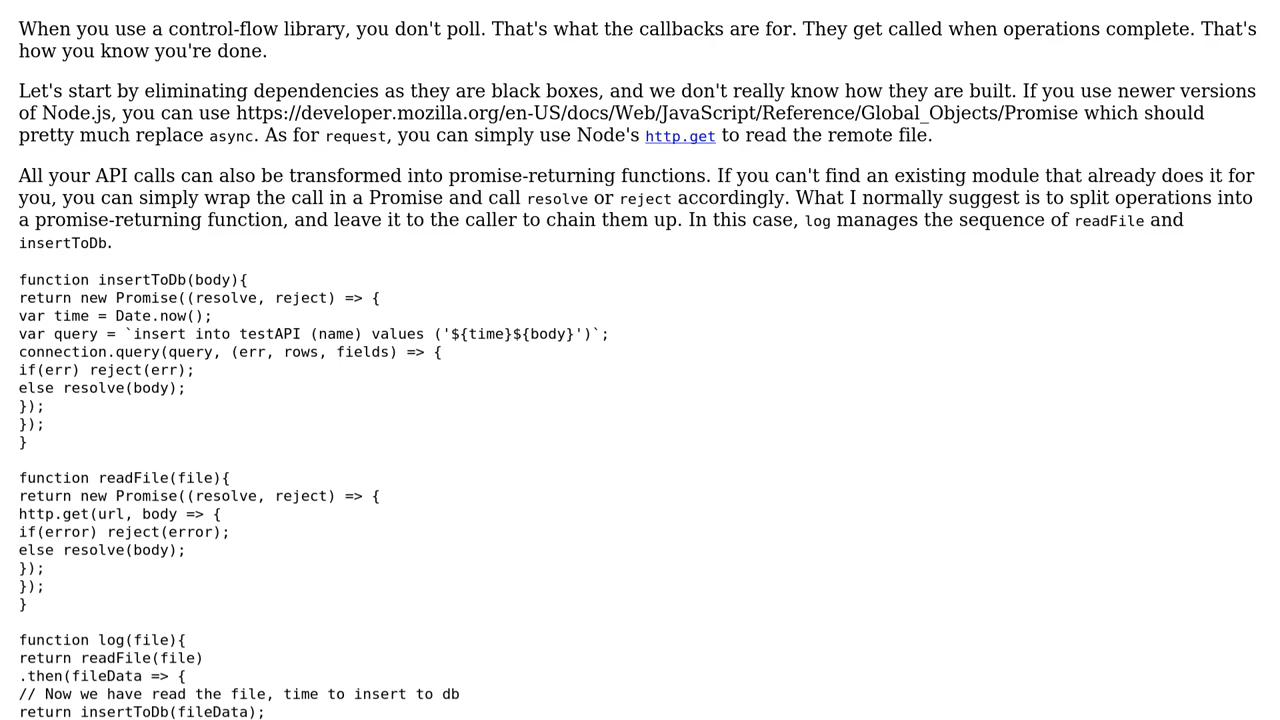 When you use a control-flow library, you don't poll. That's what the callbacks are for. They get called when operations complete. That's
how you know you're done.
Let's start by eliminating dependencies as they are black boxes, and we don't really know how they are built. If you use newer versions
of Node.js, you can use https://developer.mozilla.org/en-US/docs/Web/JavaScript/Reference/Global_Objects/Promise which should
pretty much replace async. As for request, you can simply use Node's http.get to read the remote file.
All your API calls can also be transformed into promise-returning functions. If you can't find an existing module that already does it for
you, you can simply wrap the call in a Promise and call resolve or reject accordingly. What I normally suggest is to split operations into
a promise-returning function, and leave it to the caller to chain them up. In this case, log manages the sequence of readFile and
insertToDb.
function insertToDb(body){
return new Promise((resolve, reject) => {
var time = Date.now();
var query = `insert into testAPI (name) values ('${time}${body}')`;
connection.query(query, (err, rows, fields) => {
if(err) reject(err);
else resolve(body);
});
});
}
function readFile(file){
return new Promise((resolve, reject) => {
http.get(url, body => {
if(error) reject(error);
else resolve(body);
});
});
}
function log(file){
return readFile(file)
.then(fileData => {
// Now we have read the file, time to insert to db
return insertToDb(fileData);